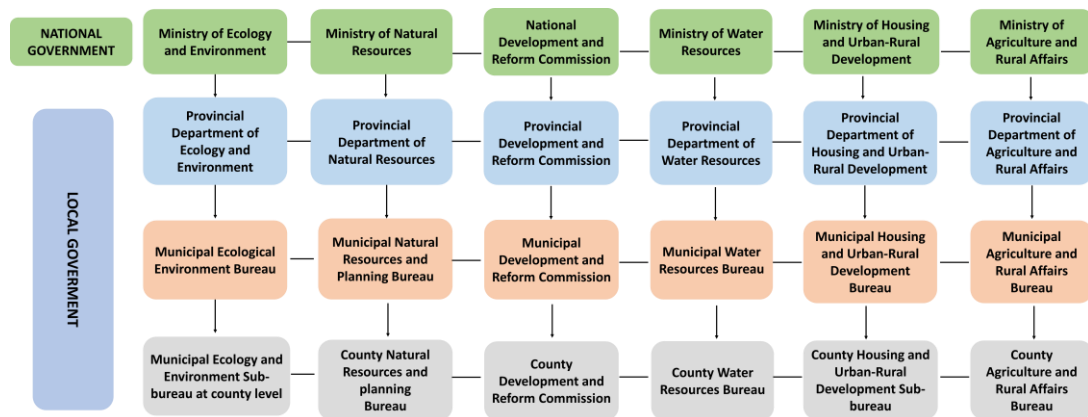 NATIONAL
GOVERNMENT
Ministry of Ecology
and Environment
Ministry of Natural
Resources
National
Development and
Reform Commission
Ministry of Water
Resources
Ministry of Housing
and Urban-Rural
Development
Ministry of
Agriculture and
Rural Affairs
LOCAL GOVERMENT
Provincial
Department of
Ecology and
Environment
Provincial
Department of
Natural Resources
Provincial
Development and
Reform Commission
Provincial
Department of
Water Resources
Provincial
Department of
Housing and Urban-
Rural Development
Provincial
Department of
Agriculture and
Rural Affairs
Municipal Ecological
Environment Bureau
Municipal Natural
Resources and
Planning Bureau
Municipal
Development and
Reform Commission
Municipal Water
Resources Bureau
Municipal Housing
and Urban-Rural
Development
Bureau
Municipal
Agriculture and
Rural Affairs
Bureau
Municipal Ecology and
Environment Sub-
bureau at county level
County Natural
Resources and
planning
Bureau
County
Development and
Reform Commission
County Water
Resources Bureau
County Housing and
Urban-Rural
Development Sub-
bureau
County
Agriculture and
Rural Affairs
Bureau